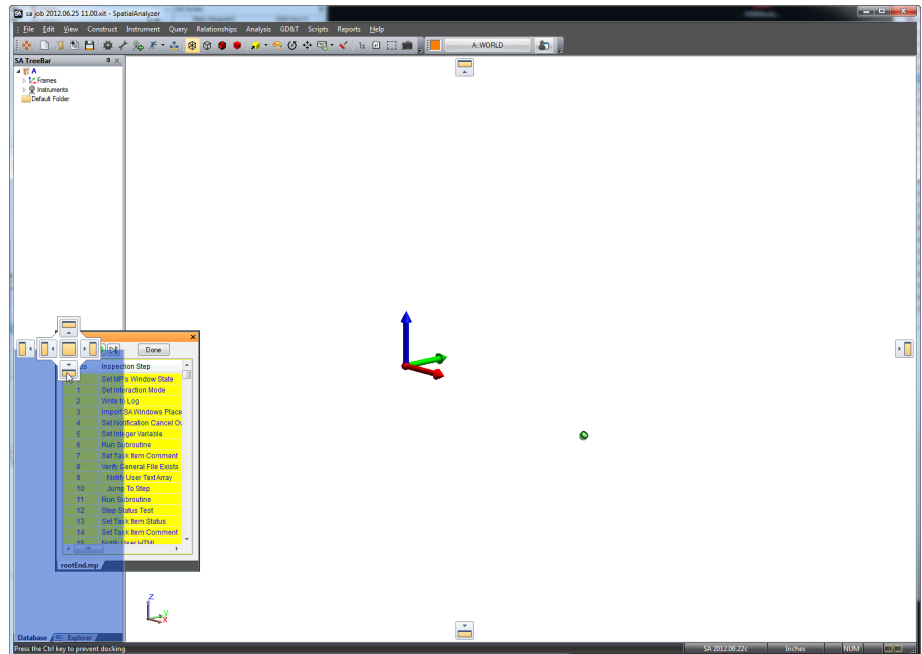 sa job 2012.06.25 11.00.xit - SpatialAnalyzer
File Edit View Construct Instrument Query Relationships Analysis GD&T Scripts Reports Help
A::WORLD
SA TreeBar
A
Frames
Instruments
Default Folder
Done
Inspection Step
Set MP's Window State
1 Set Interaction Mode
2 Write to Log
3 Import SA Windows Place
4 Set Notification Cancel Ov
5 Set Integer Variable
6 Run Subroutine
7 Set Task Item Comment
8 Verify General File Exists
9 Notify User Text Array
10 Jump To Step
11 Run Subroutine
12 Step Status Test
13 Set Task Item Status
14 Set Task Item Comment
15 Notify User HTML
rootEnd.mp
Z
Y
X
Database Explorer
Press the Ctrl key to prevent docking
SA 2012.06.22c Inches NUM